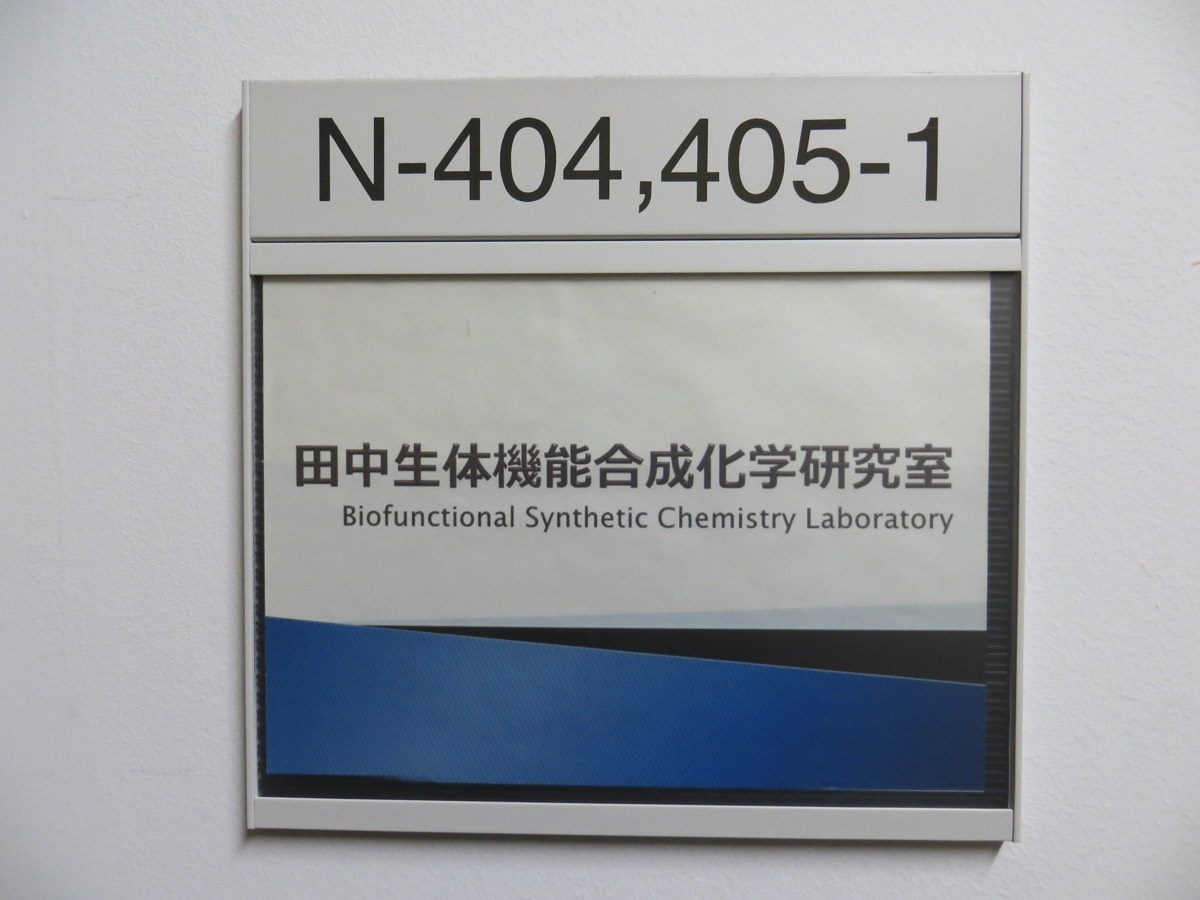 N-404,405-1
田中生体機能合成化学研究室
Biofunctional Synthetic Chemistry Laboratory